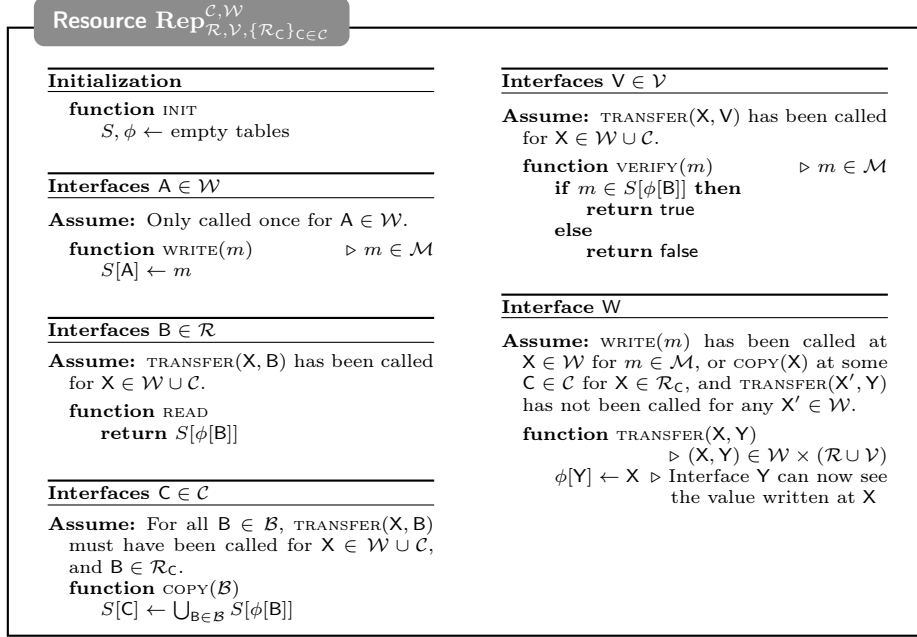 Resource Rep^{C,W}_{R,V,{R_C}_{C∈C}}
Initialization
function INIT
S, ϕ ← empty tables
Interfaces A ∈ W
Assume: Only called once for A ∈ W.
function WRITE(m) ▷ m ∈ M
S[A] ← m
Interfaces B ∈ R
Assume: TRANSFER(X, B) has been called
for X ∈ W ∪ C.
function READ
return S[ϕ[B]]
Interfaces C ∈ C
Assume: For all B ∈ B, TRANSFER(X, B)
must have been called for X ∈ W ∪ C,
and B ∈ R_C.
function COPY(B)
S[C] ← ⋃_{B∈B} S[ϕ[B]]
Interfaces V ∈ V
Assume: TRANSFER(X, V) has been called
for X ∈ W ∪ C.
function VERIFY(m) ▷ m ∈ M
if m ∈ S[ϕ[B]] then
return true
else
return false
Interface W
Assume: WRITE(m) has been called at
X ∈ W for m ∈ M, or COPY(X) at some
C ∈ C for X ∈ R_C, and TRANSFER(X′, Y)
has not been called for any X′ ∈ W.
function TRANSFER(X, Y)
▷ (X, Y) ∈ W × (R ∪ V)
ϕ[Y] ← X ▷ Interface Y can now see
the value written at X